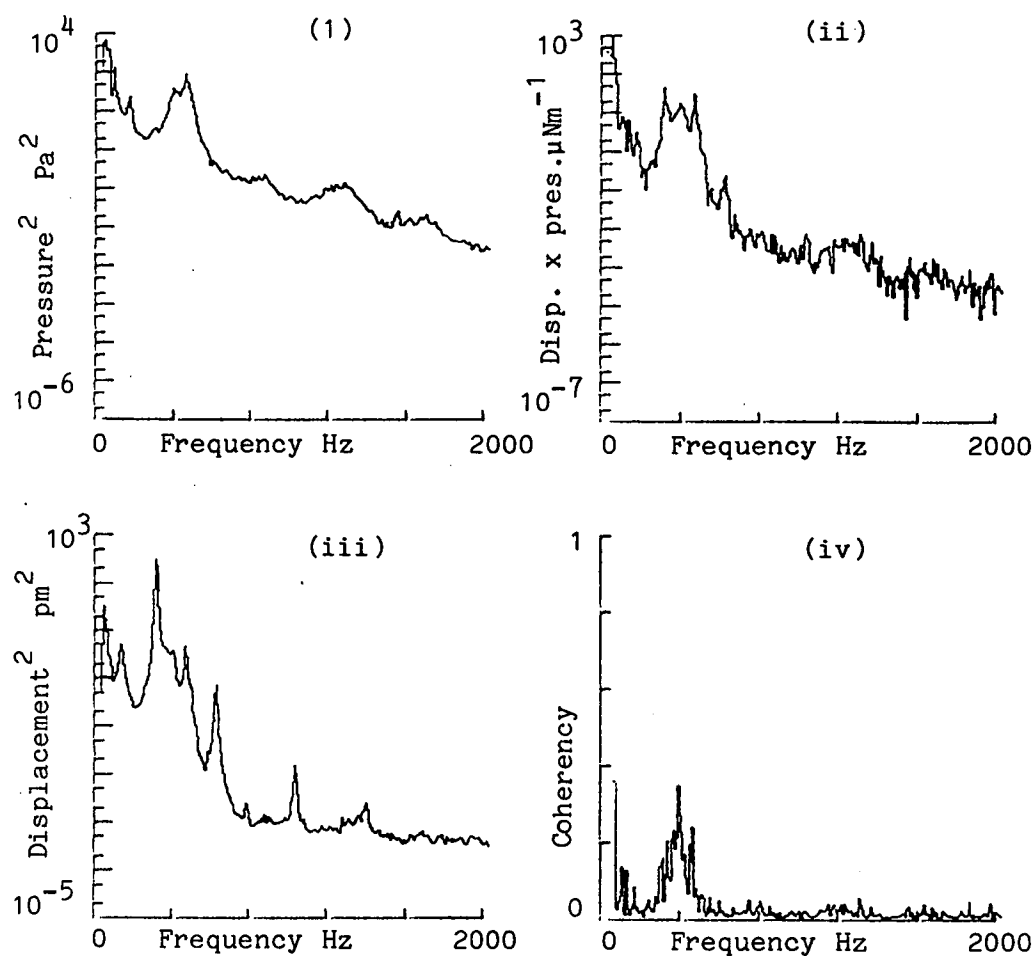 (1)
10^4
Pressure^2 Pa^2
10^-6
0 Frequency Hz 2000
(ii)
10^3
Disp. x pres.µNm^-1
10^-7
0 Frequency Hz 2000
(iii)
10^3
Displacement^2 pm^2
10^-5
0 Frequency Hz 2000
(iv)
1
Coherency
0
0 Frequency Hz 2000